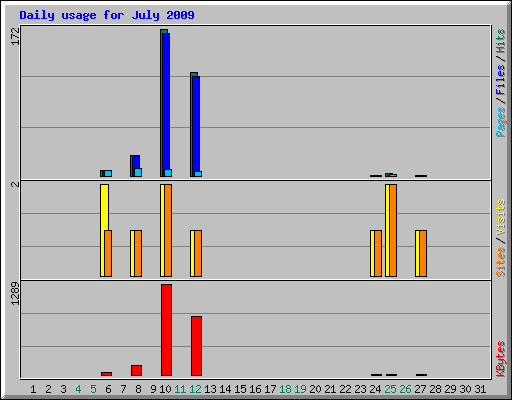 Daily usage for July 2009
172
2
1289
Pages / Files / Hits
Sites / Visits
KBytes
1 2 3 4 5 6 7 8 9 10 11 12 13 14 15 16 17 18 19 20 21 22 23 24 25 26 27 28 29 30 31